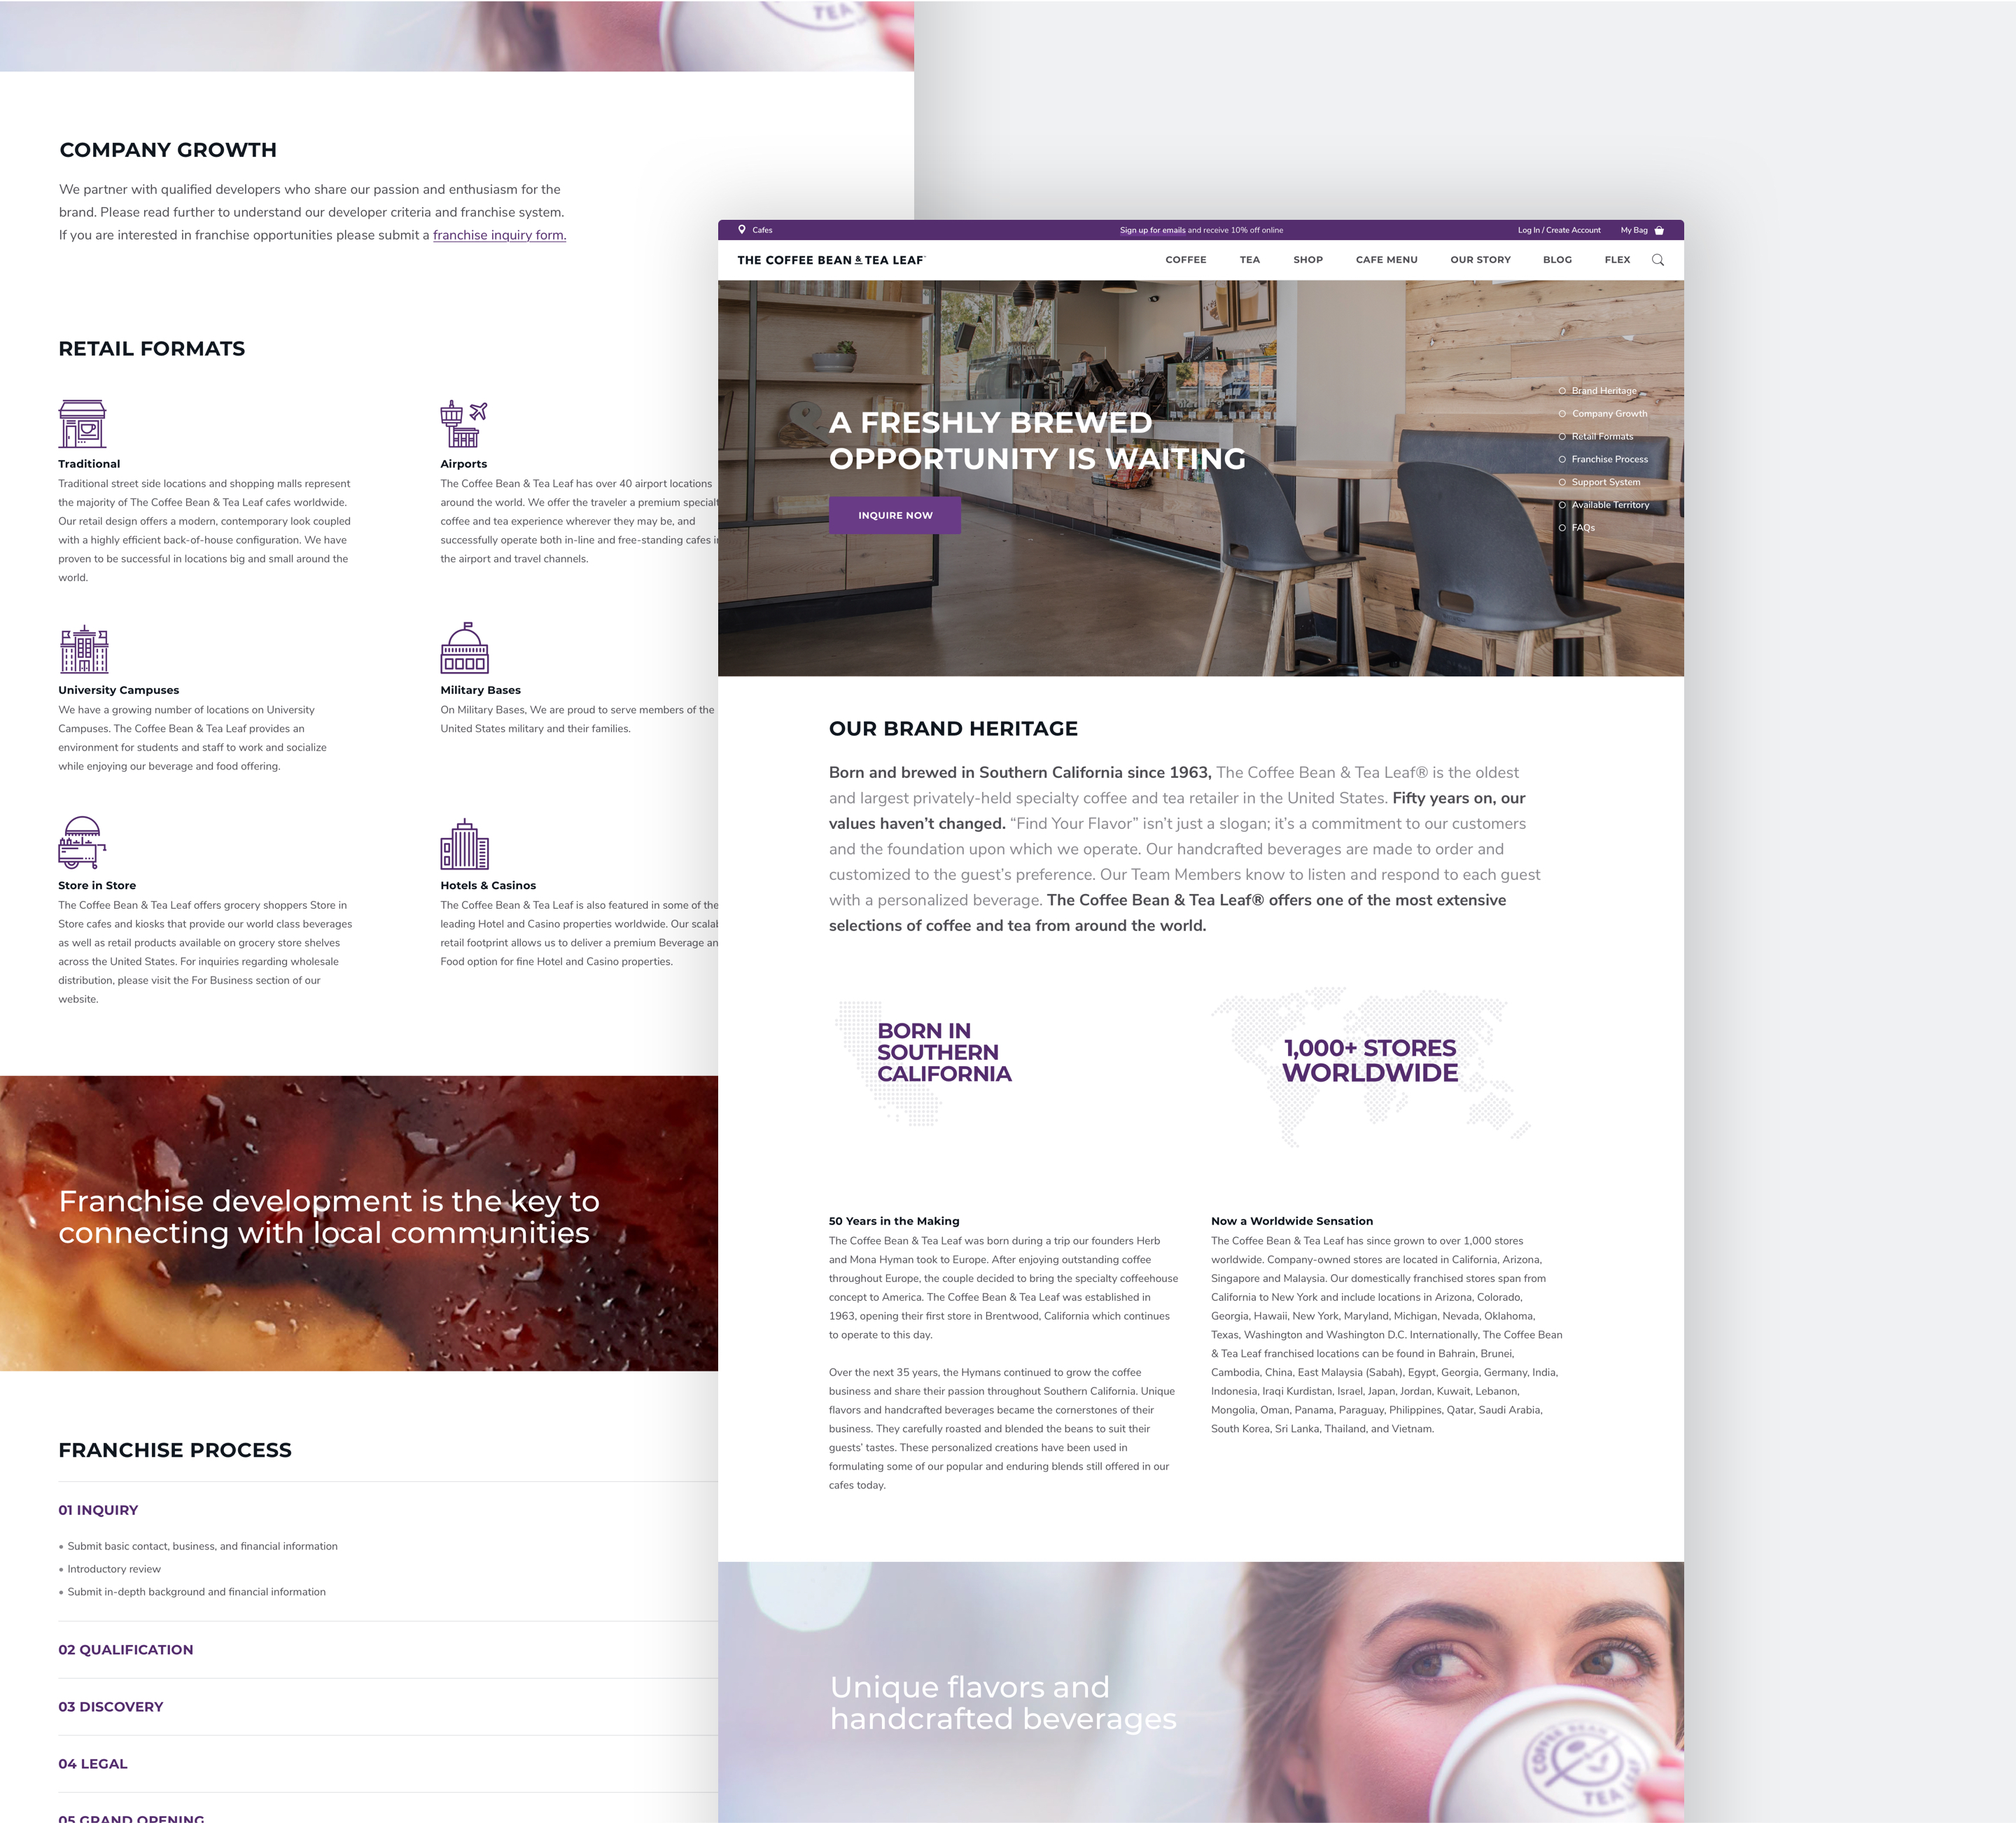 TEA
COMPANY GROWTH
We partner with qualified developers who share our passion and enthusiasm for the
brand. Please read further to understand our developer criteria and franchise system.
If you are interested in franchise opportunities please submit a franchise inquiry form.
RETAIL FORMATS
Traditional
Traditional street side locations and shopping malls represent
the majority of The Coffee Bean & Tea Leaf cafes worldwide.
Our retail design offers a modern, contemporary look coupled
with a highly efficient back-of-house configuration. We have
proven to be successful in locations big and small around the
world.
Airports
The Coffee Bean & Tea Leaf has over 40 airport locations
around the world. We offer the traveler a premium specialt
coffee and tea experience wherever they may be, and
successfully operate both in-line and free-standing cafes i
the airport and travel channels.
University Campuses
We have a growing number of locations on University
Campuses. The Coffee Bean & Tea Leaf provides an
environment for students and staff to work and socialize
while enjoying our beverage and food offering.
Military Bases
On Military Bases, We are proud to serve members of the
United States military and their families.
Store in Store
The Coffee Bean & Tea Leaf offers grocery shoppers Store in
Store cafes and kiosks that provide our world class beverages
as well as retail products available on grocery store shelves
across the United States. For inquiries regarding wholesale
distribution, please visit the For Business section of our
website.
Hotels & Casinos
The Coffee Bean & Tea Leaf is also featured in some of the
leading Hotel and Casino properties worldwide. Our scalab
retail footprint allows us to deliver a premium Beverage an
Food option for fine Hotel and Casino properties.
Franchise development is the key to
connecting with local communities
FRANCHISE PROCESS
01 INQUIRY
• Submit basic contact, business, and financial information
• Introductory review
• Submit in-depth background and financial information
02 QUALIFICATION
03 DISCOVERY
04 LEGAL
05 GRAND OPENING
Cafes
Sign up for emails and receive 10% off online
Log In / Create Account
My Bag
THE COFFEE BEAN & TEA LEAF
COFFEE
TEA
SHOP
CAFE MENU
OUR STORY
BLOG
FLEX
A FRESHLY BREWED
OPPORTUNITY IS WAITING
INQUIRE NOW
Brand Heritage
Company Growth
Retail Formats
Franchise Process
Support System
Available Territory
FAQs
OUR BRAND HERITAGE
Born and brewed in Southern California since 1963, The Coffee Bean & Tea Leaf® is the oldest
and largest privately-held specialty coffee and tea retailer in the United States. Fifty years on, our
values haven't changed. “Find Your Flavor” isn't just a slogan; it's a commitment to our customers
and the foundation upon which we operate. Our handcrafted beverages are made to order and
customized to the guest's preference. Our Team Members know to listen and respond to each guest
with a personalized beverage. The Coffee Bean & Tea Leaf® offers one of the most extensive
selections of coffee and tea from around the world.
BORN IN
SOUTHERN
CALIFORNIA
1,000+ STORES
WORLDWIDE
50 Years in the Making
The Coffee Bean & Tea Leaf was born during a trip our founders Herb
and Mona Hyman took to Europe. After enjoying outstanding coffee
throughout Europe, the couple decided to bring the specialty coffeehouse
concept to America. The Coffee Bean & Tea Leaf was established in
1963, opening their first store in Brentwood, California which continues
to operate to this day.
Over the next 35 years, the Hymans continued to grow the coffee
business and share their passion throughout Southern California. Unique
flavors and handcrafted beverages became the cornerstones of their
business. They carefully roasted and blended the beans to suit their
guests' tastes. These personalized creations have been used in
formulating some of our popular and enduring blends still offered in our
cafes today.
Now a Worldwide Sensation
The Coffee Bean & Tea Leaf has since grown to over 1,000 stores
worldwide. Company-owned stores are located in California, Arizona,
Singapore and Malaysia. Our domestically franchised stores span from
California to New York and include locations in Arizona, Colorado,
Georgia, Hawaii, New York, Maryland, Michigan, Nevada, Oklahoma,
Texas, Washington and Washington D.C. Internationally, The Coffee Bean
& Tea Leaf franchised locations can be found in Bahrain, Brunei,
Cambodia, China, East Malaysia (Sabah), Egypt, Georgia, Germany, India,
Indonesia, Iraqi Kurdistan, Israel, Japan, Jordan, Kuwait, Lebanon,
Mongolia, Oman, Panama, Paraguay, Philippines, Qatar, Saudi Arabia,
South Korea, Sri Lanka, Thailand, and Vietnam.
Unique flavors and
handcrafted beverages
COFFEE BEAN
TEA LEAF